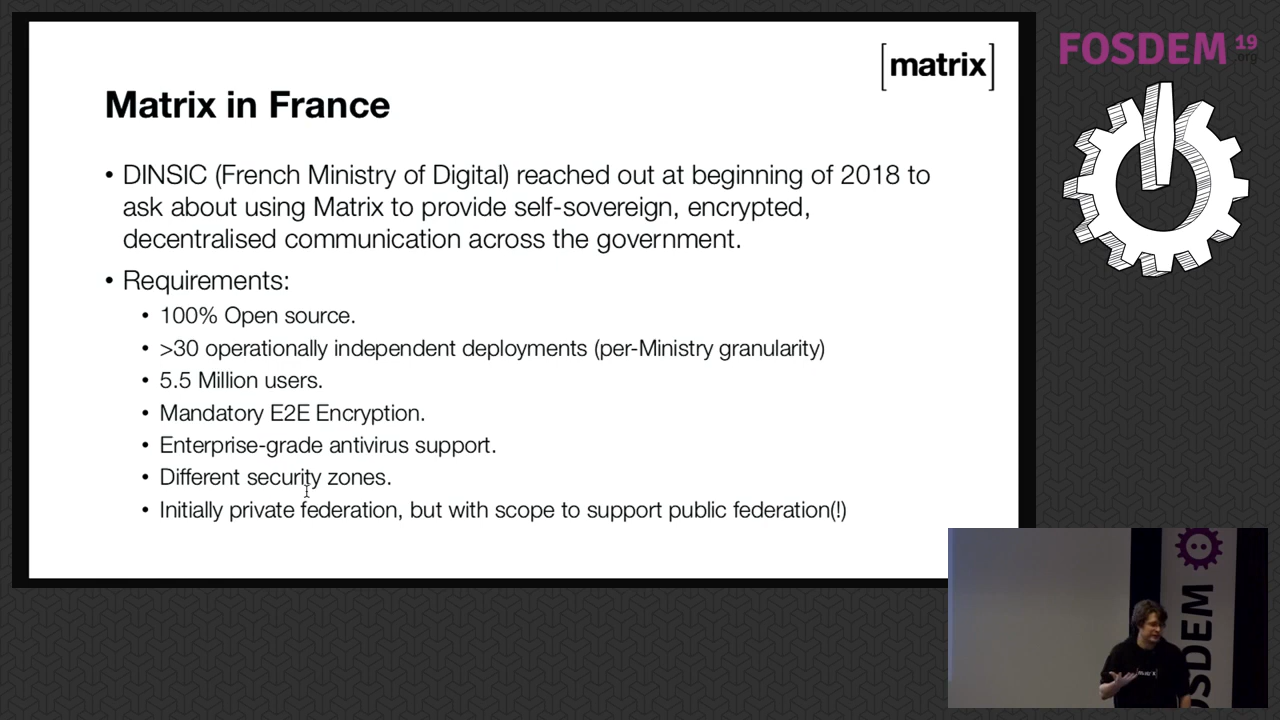 [matrix]
FOSDEM 19
.org
Matrix in France
• DINSIC (French Ministry of Digital) reached out at beginning of 2018 to
ask about using Matrix to provide self-sovereign, encrypted,
decentralised communication across the government.
• Requirements:
• 100% Open source.
• >30 operationally independent deployments (per-Ministry granularity)
• 5.5 Million users.
• Mandatory E2E Encryption.
• Enterprise-grade antivirus support.
• Different security zones.
• Initially private federation, but with scope to support public federation(!)
FOSDEM
[matrix]